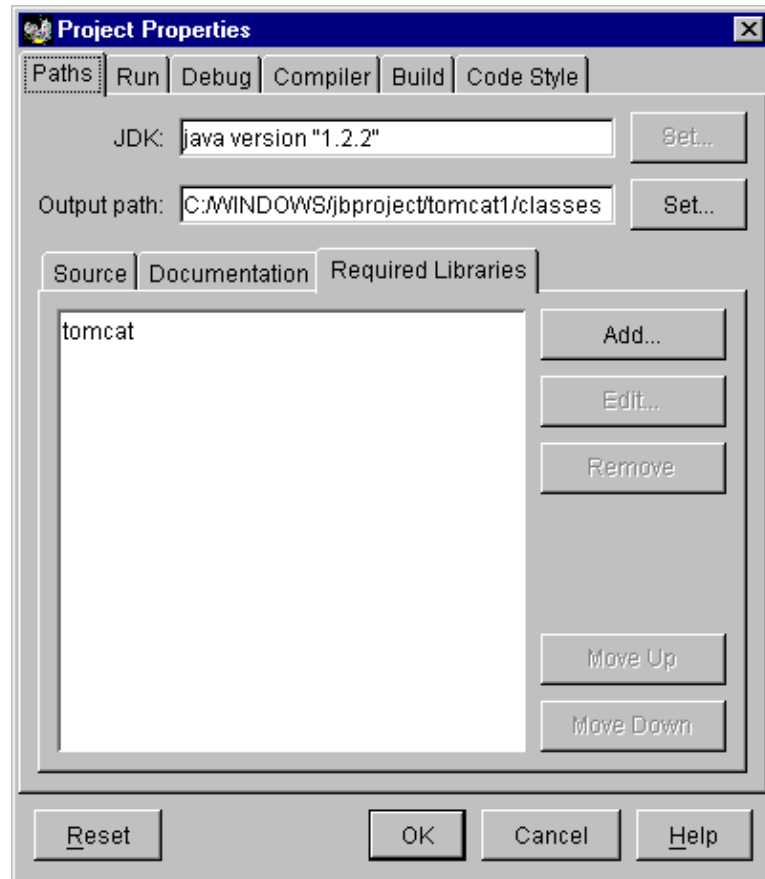 Project Properties
Paths Run Debug Compiler Build Code Style
JDK: java version "1.2.2" Set...
Output path: C:/WINDOWS/jbproject/tomcat1/classes Set...
Source Documentation Required Libraries
tomcat
Add...
Edit...
Remove
Move Up
Move Down
Reset OK Cancel Help